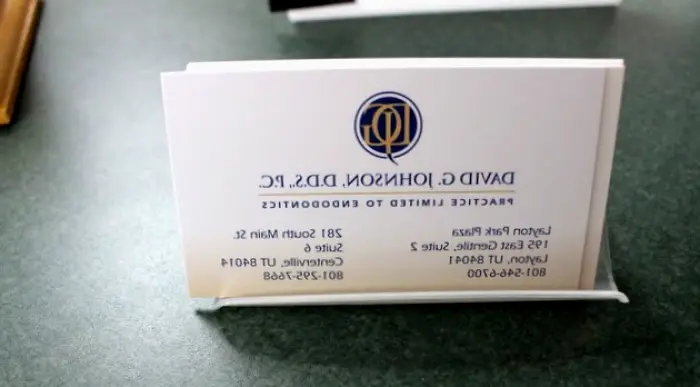 DJG
DAVID G. JOHNSON, D.D.S., P.C.
PRACTICE LIMITED TO ENDODONTICS
Layton Park Plaza
195 East Gentile, Suite 2
Layton, UT 84041
801-546-6700
281 South Main St.
Suite 6
Centerville, UT 84014
801-295-7668